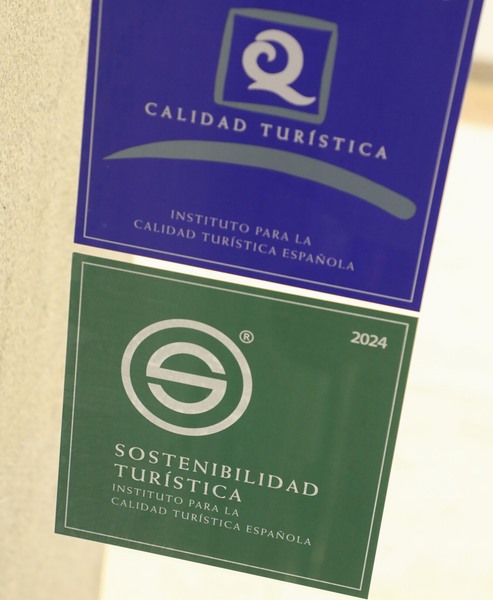 Q
CALIDAD TURÍSTICA
INSTITUTO PARA LA
CALIDAD TURÍSTICA ESPAÑOLA
S ®
2024
SOSTENIBILIDAD
TURÍSTICA
INSTITUTO PARA LA
CALIDAD TURÍSTICA ESPAÑOLA